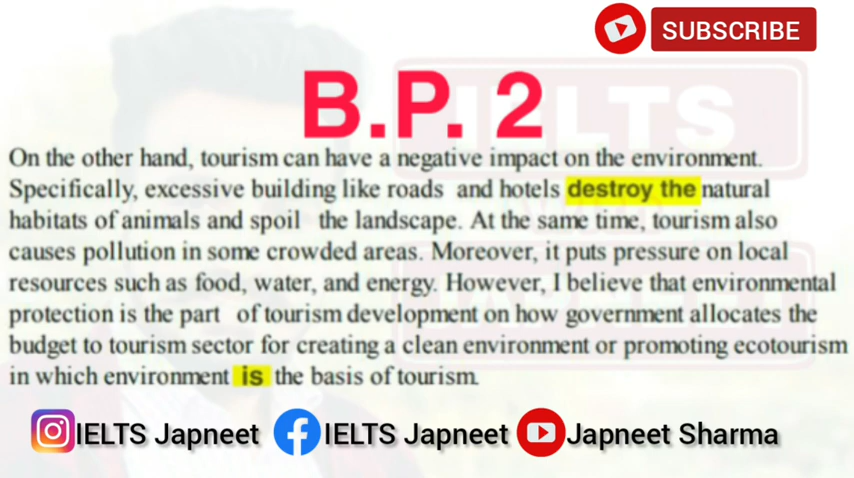 SUBSCRIBE
IELTS
B.P. 2
On the other hand, tourism can have a negative impact on the environment.
Specifically, excessive building like roads and hotels destroy the natural
habitats of animals and spoil the landscape. At the same time, tourism also
causes pollution in some crowded areas. Moreover, it puts pressure on local
resources such as food, water, and energy. However, I believe that environmental
protection is the part of tourism development on how government allocates the
budget to tourism sector for creating a clean environment or promoting ecotourism
in which environment is the basis of tourism.
JAPNEET
IELTS Japneet IELTS Japneet Japneet Sharma